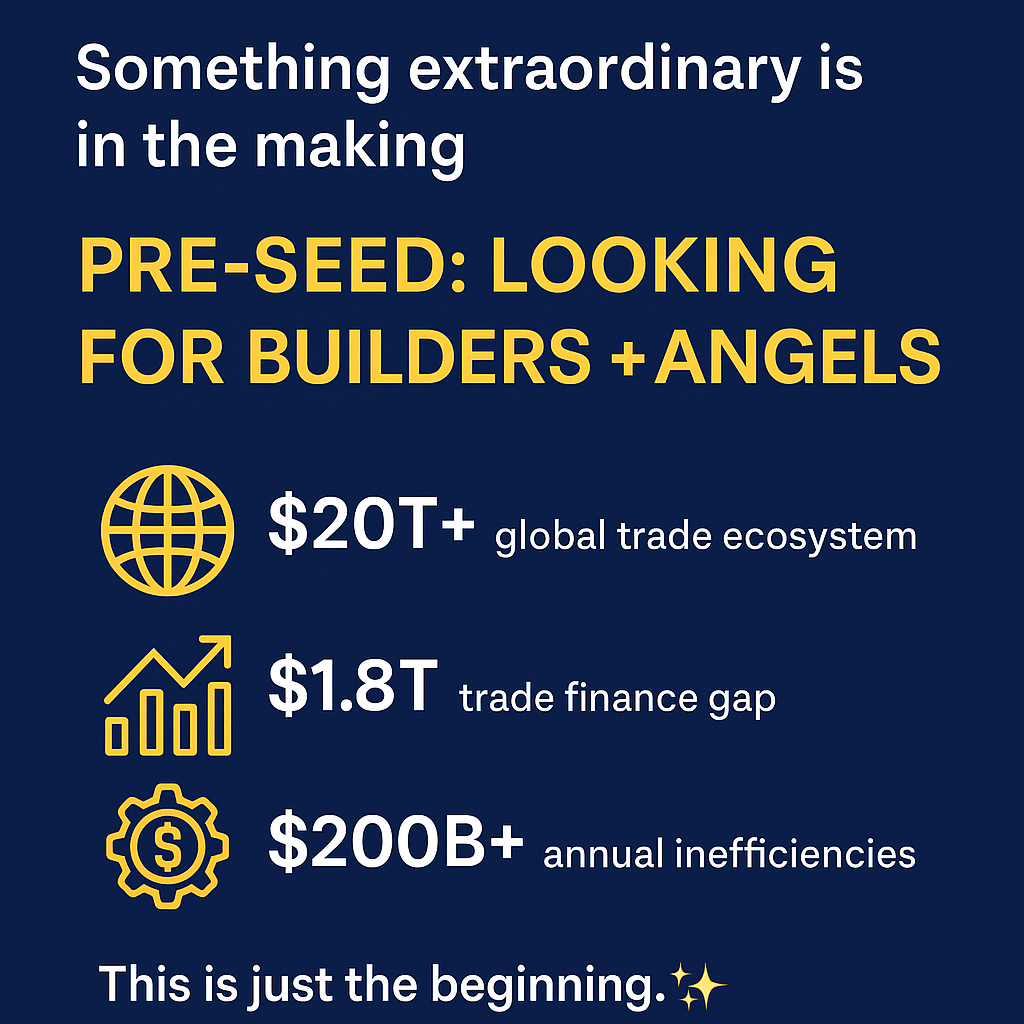 Something extraordinary is
in the making
PRE-SEED: LOOKING
FOR BUILDERS + ANGELS
$20T+ global trade ecosystem
$1.8T trade finance gap
$ $200B+ annual inefficiencies
This is just the beginning.✨